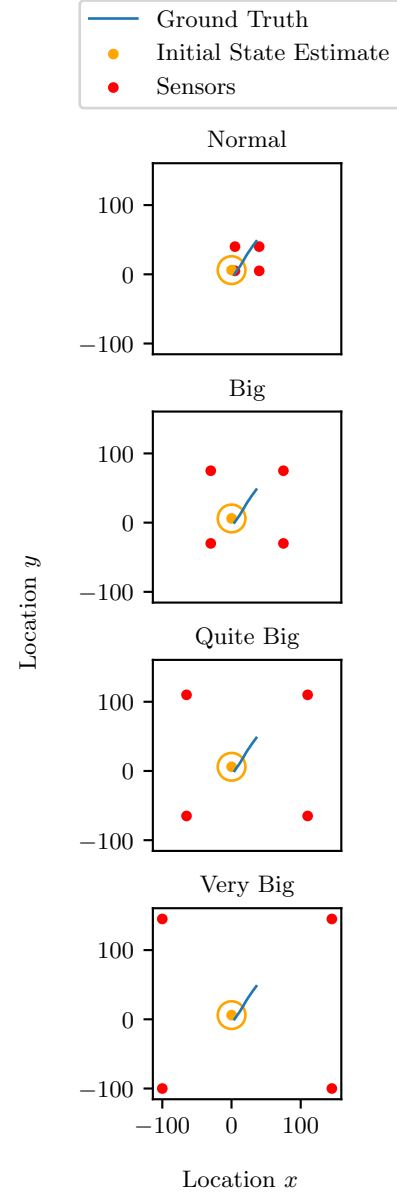 Ground Truth
Initial State Estimate
Sensors
Normal
100
0
−100
Big
100
0
−100
Location y
Quite Big
100
0
−100
Very Big
100
0
−100
−100 0 100
Location x